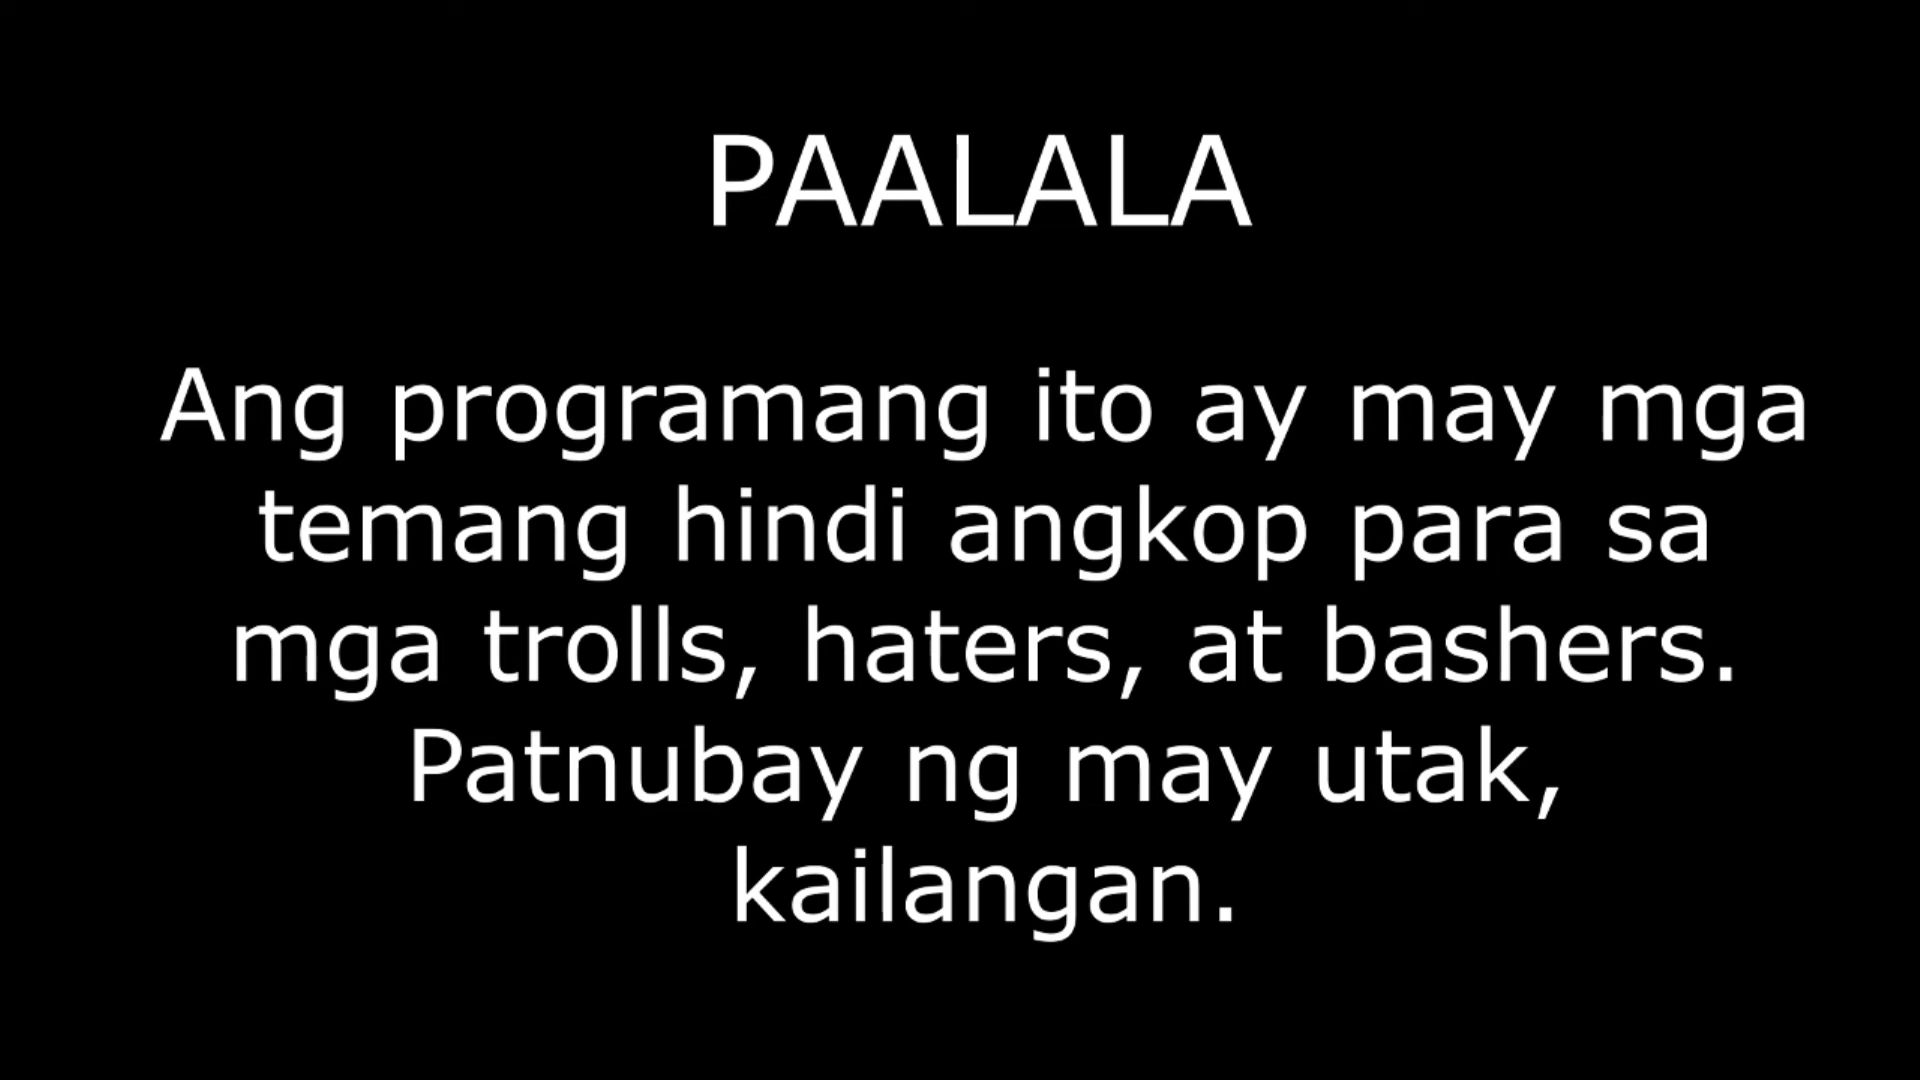 PAALALA
Ang programang ito ay may mga
temang hindi angkop para sa
mga trolls, haters, at bashers.
Patnubay ng may utak,
kailangan.